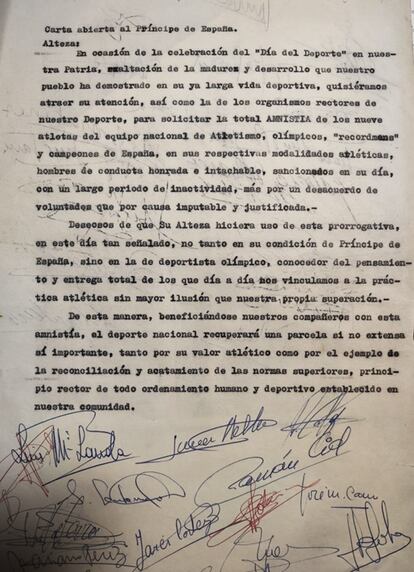 Carta abierta al Príncipe de España.
Alteza:
En ocasión de la celebración del "Día del Deporte" en nues-
tra Patria, exaltación de la madurez y desarrollo que nuestro
pueblo ha demostrado en su ya larga vida deportiva, quisiéramos
atraer su atención, así como la de los organismos rectores de
nuestro Deporte, para solicitar la total AMNISTIA de los nueve
atletas del equipo nacional de Atletismo, olímpicos, "recordmans"
y campeones de España, en sus respectivas modalidades atléticas,
hombres de conducta honrada e intachable, sancionados en su día,
con un largo periodo de inactividad, mas por un desacuerdo de
voluntades que por causa imputable y justificada.-
Deseosos de que Su Alteza hiciera uso de esta prorrogativa,
en este día tan señalado, no tanto en su condición de Príncipe de
España, sino en la de deportista olímpico, conocedor del pensamien-
to y entrega total de los que día a día nos vinculamos a la prác-
tica atlética sin mayor ilusión que nuestra propia superación.-
De esta manera, beneficiándose nuestros compañeros con esta
amnistía, el deporte nacional recuperará una parcela si no extensa
sí importante, tanto por su valor atlético como por el ejemplo de
la reconciliación y acatamiento de las normas superiores, princi-
pio rector de todo ordenamiento humano y deportivo establecido en
nuestra comunidad.
Luis Mª
Ramón Cid
Javier